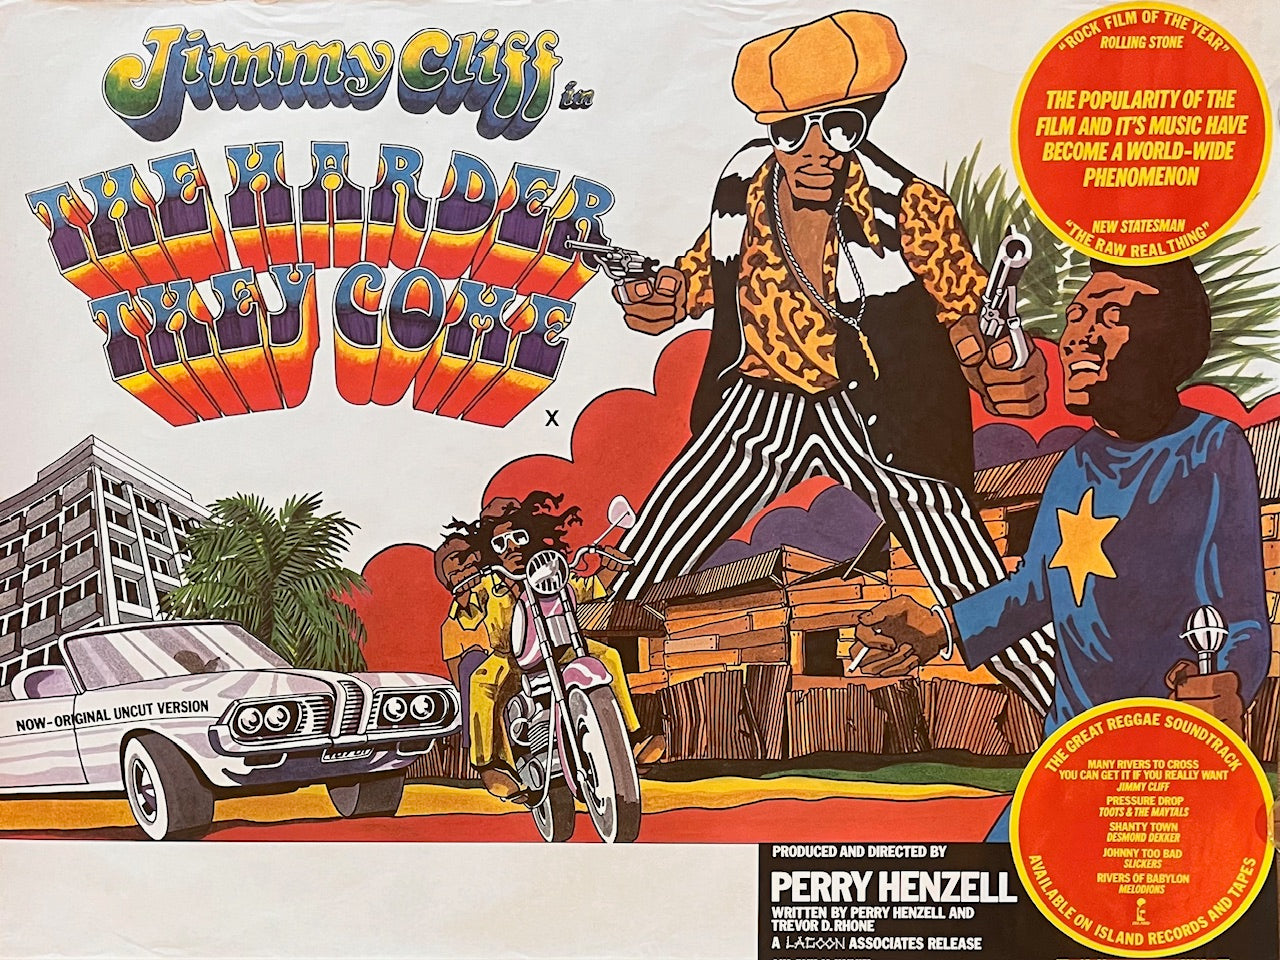 Jimmy Cliff in
THE HARDER
THEY COME
X
"ROCK FILM OF THE YEAR"
ROLLING STONE
THE POPULARITY OF THE
FILM AND IT'S MUSIC HAVE
BECOME A WORLD-WIDE
PHENOMENON
NEW STATESMAN
"THE RAW REAL THING"
NOW-ORIGINAL UNCUT VERSION
THE GREAT REGGAE SOUNDTRACK
MANY RIVERS TO CROSS
YOU CAN GET IT IF YOU REALLY WANT
JIMMY CLIFF
PRESSURE DROP
TOOTS & THE MAYTALS
SHANTY TOWN
DESMOND DEKKER
JOHNNY TOO BAD
SLICKERS
RIVERS OF BABYLON
MELODIONS
AVAILABLE ON ISLAND RECORDS AND TAPES
PRODUCED AND DIRECTED BY
PERRY HENZELL
WRITTEN BY PERRY HENZELL AND
TREVOR D. RHONE
A LAGOON ASSOCIATES RELEASE